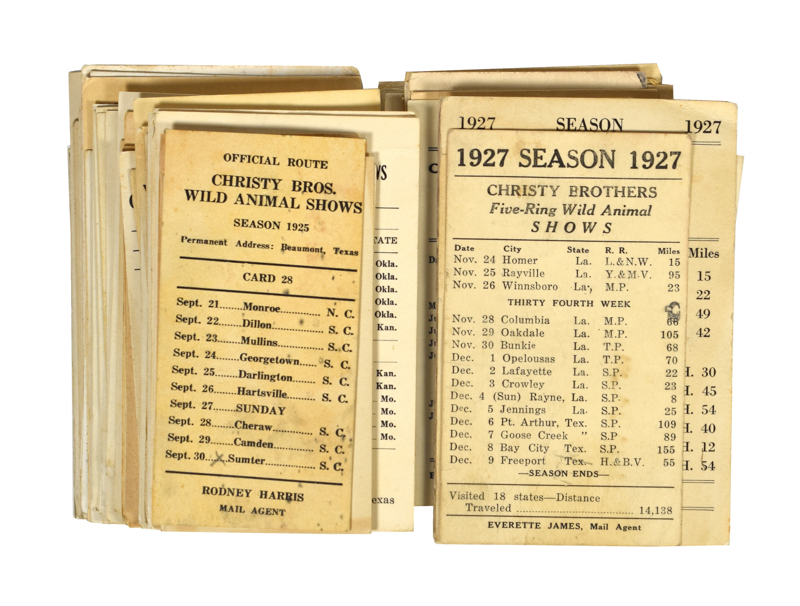 OFFICIAL ROUTE
CHRISTY BROS.
WILD ANIMAL SHOWS
SEASON 1925
Permanent Address: Beaumont, Texas
CARD 28
Sept. 21.......Monroe............ N. C.
Sept. 22.......Dillon............. S. C.
Sept. 23.......Mullins............ S. C.
Sept. 24.......Georgetown..... S. C.
Sept. 25.......Darlington........ S. C.
Sept. 26.......Hartsville......... S. C.
Sept. 27.......SUNDAY
Sept. 28.......Cheraw............ S. C.
Sept. 29.......Camden........... S. C.
Sept. 30.......Sumter............ S. C.
RODNEY HARRIS
MAIL AGENT
TATE
Okla.
Okla.
Okla.
Okla.
Okla.
Kan.
Kan.
Kan.
Mo.
Mo.
Mo.
Mo.
exas
1927 SEASON 1927
1927 SEASON 1927
CHRISTY BROTHERS
Five-Ring Wild Animal
SHOWS
Date City State R. R. Miles
Nov. 24 Homer La. L.&N.W. 15
Nov. 25 Rayville La. Y.&M.V. 95
Nov. 26 Winnsboro La. M.P. 23
THIRTY FOURTH WEEK
Nov. 28 Columbia La. M.P.
Nov. 29 Oakdale La. M.P. 105
Nov. 30 Bunkie La. T.P. 68
Dec. 1 Opelousas La. T.P. 70
Dec. 2 Lafayette La. S.P. 22
Dec. 3 Crowley La. S.P. 23
Dec. 4 (Sun) Rayne, La. S.P. 8
Dec. 5 Jennings La. S.P. 25
Dec. 6 Pt. Arthur, Tex. S.P. 109
Dec. 7 Goose Creek " S.P 89
Dec. 8 Bay City Tex. S.P. 155
Dec. 9 Freeport Tex. H.&B.V. 55
—SEASON ENDS—
Visited 18 states—Distance
Traveled ........................................ 14,138
EVERETTE JAMES, Mail Agent
Miles
15
22
49
42
H. 30
H. 45
H. 54
H. 40
H. 12
H. 54